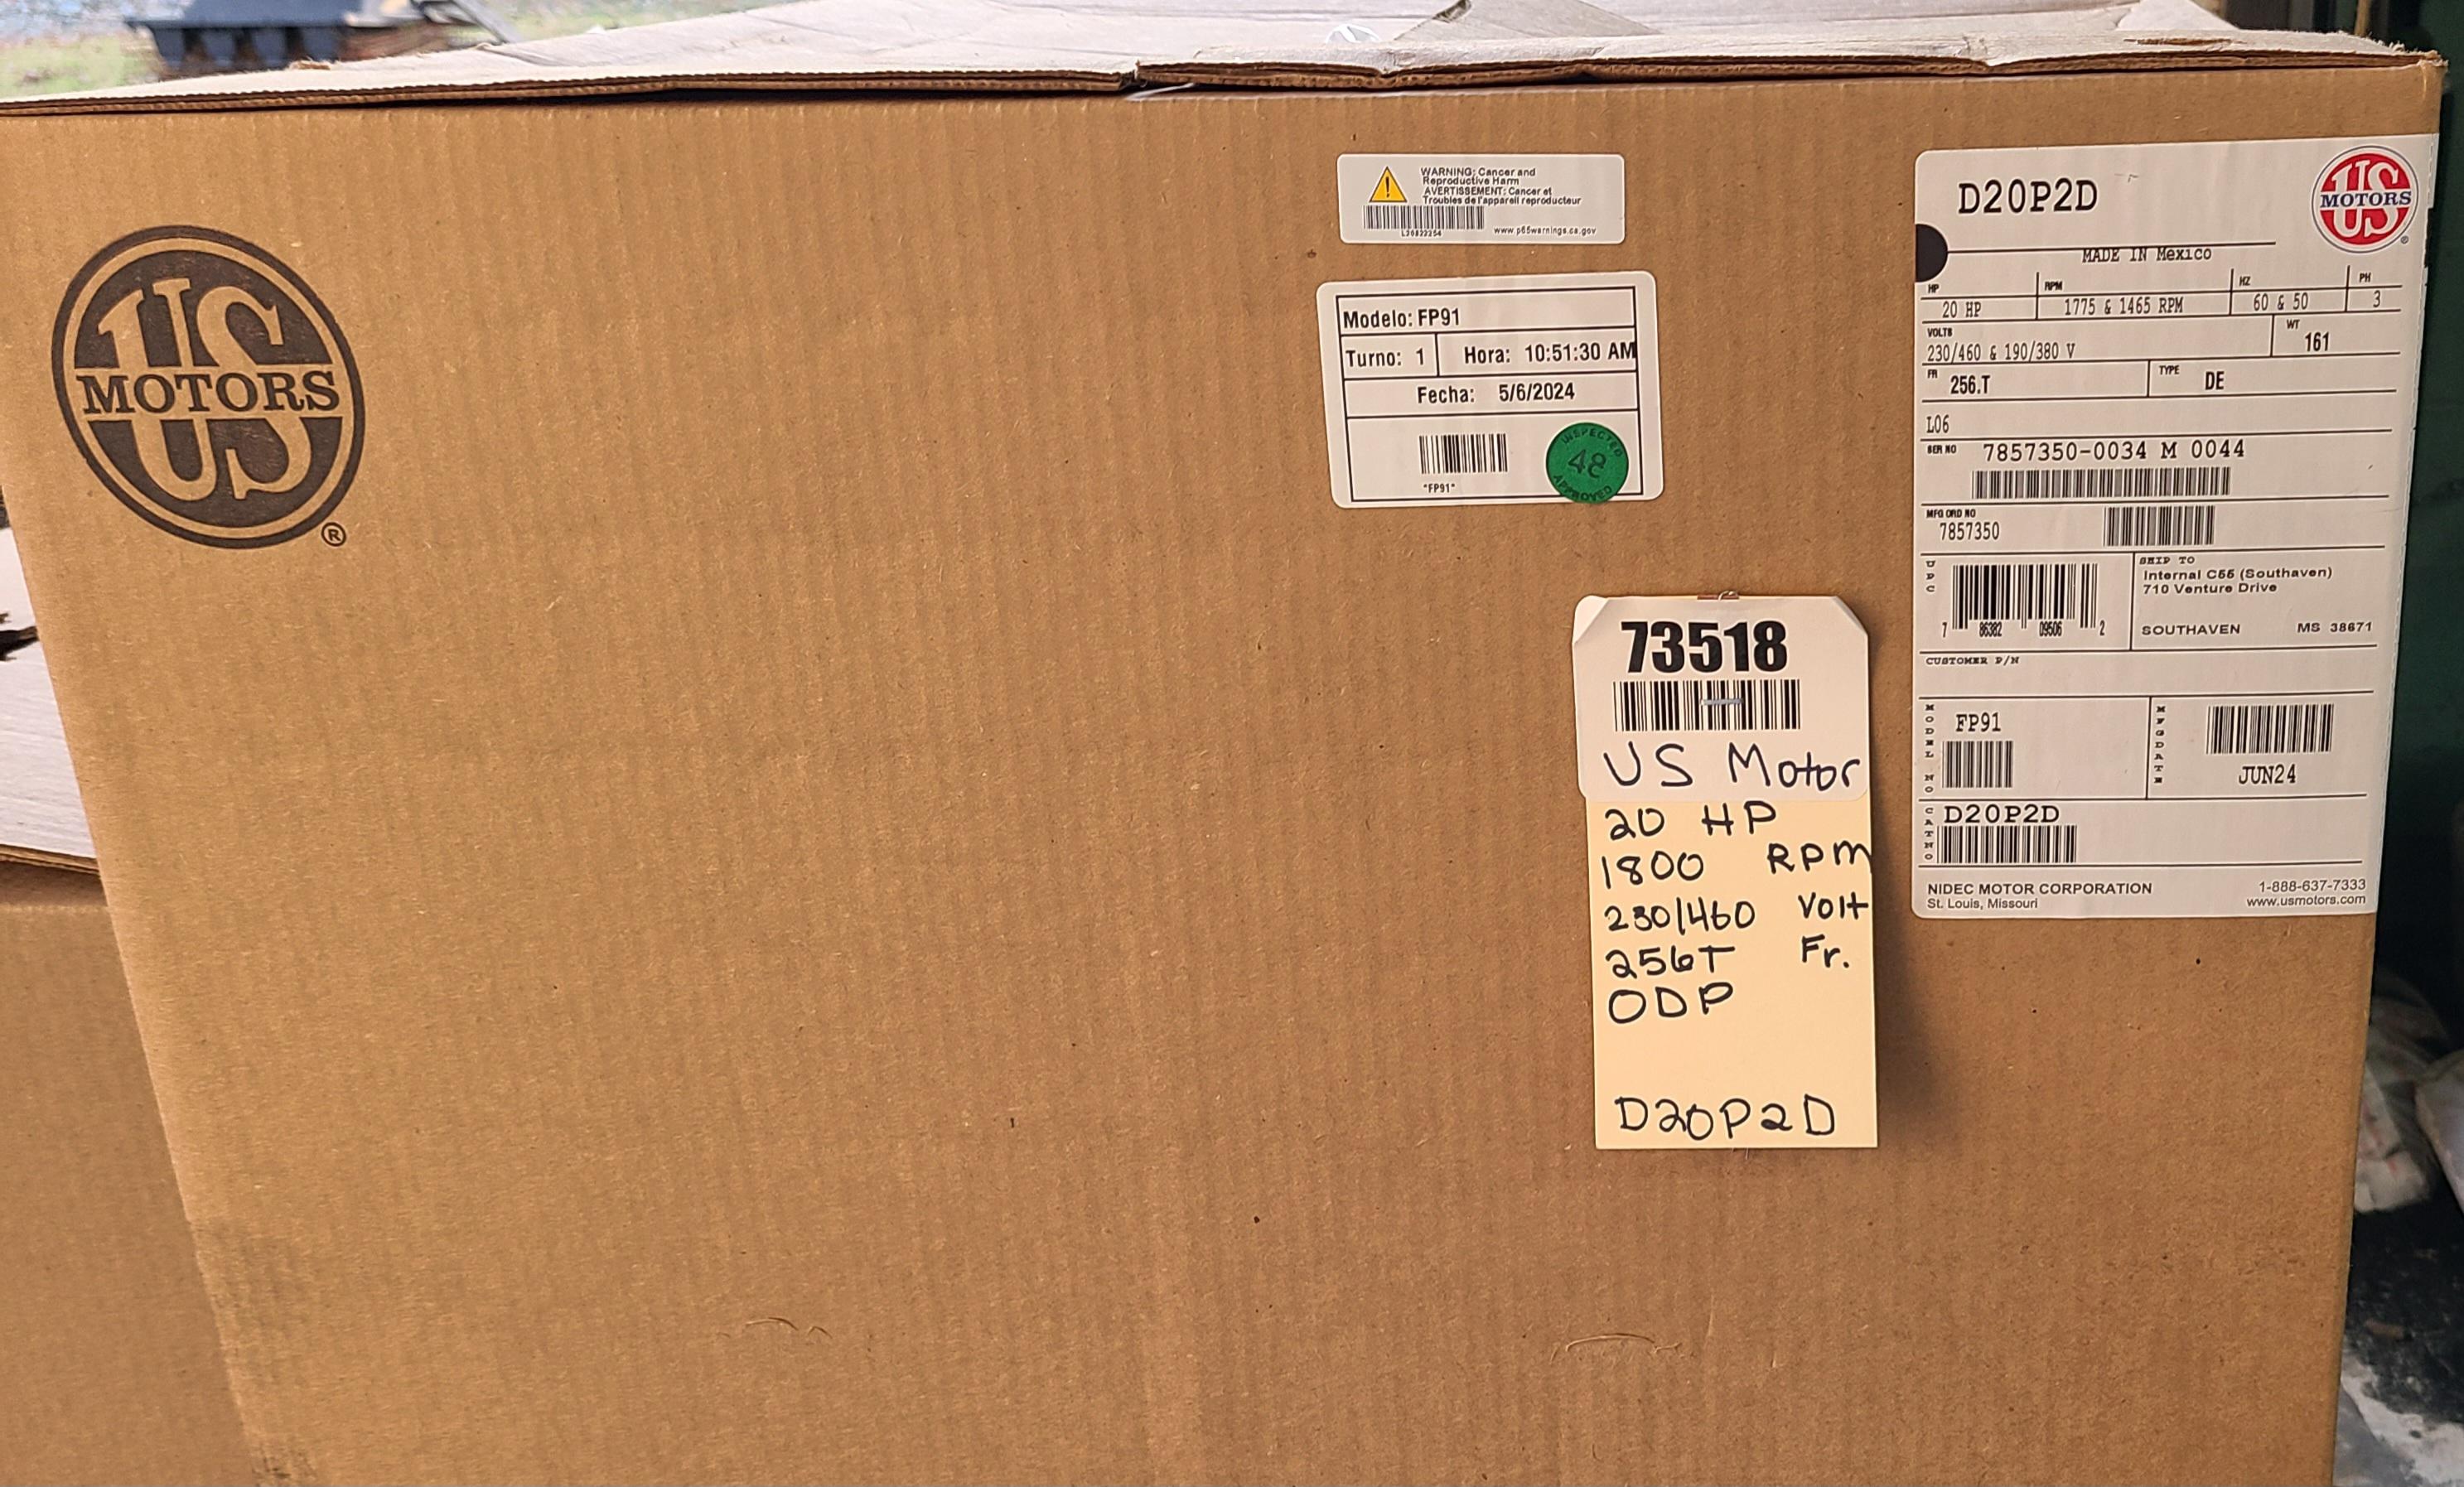 US
MOTORS
®
WARNING: Cancer and
Reproductive Harm
AVERTISSEMENT: Cancer et
Troubles de l'appareil reproducteur
www.p65warnings.ca.gov
Modelo: FP91
Turno: 1 Hora: 10:51:30 AM
Fecha: 5/6/2024
"FP91"
INSPECTED
48
APPROVED
73518
US Motor
20 HP
1800 RPM
230/460 Volt
256T Fr.
ODP
D20P2D
D20P2D
US
MOTORS
®
MADE IN Mexico
HP RPM HZ PH
20 HP 1775 & 1465 RPM 60 & 50 3
VOLTS WT
230/460 & 190/380 V 161
FR 256.T TYPE DE
L06
SER NO 7857350-0034 M 0044
MFG ORD NO
7857350
UPC
7 86382 09506 2
SHIP TO
Internal C55 (Southaven)
710 Venture Drive
SOUTHAVEN MS 38671
CUSTOMER P/N
MODEL NO
FP91
MFGDATE
JUN24
CATNO
D20P2D
NIDEC MOTOR CORPORATION 1-888-637-7333
St. Louis, Missouri www.usmotors.com